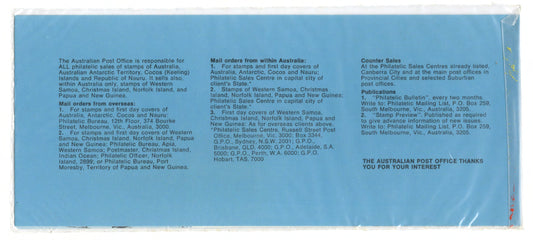 The Australian Post Office is responsible for
ALL philatelic sales of stamps of Australia,
Australian Antarctic Territory, Cocos (Keeling)
Islands and Republic of Nauru. It sells also,
within Australia only, stamps of Western
Samoa, Christmas Island, Norfolk Island, and
Papua and New Guinea.
Mail orders from overseas:
1. For stamps and first day covers of
Australia, Antarctic, Cocos and Nauru:
Philatelic Bureau, 12th Floor, 374 Bourke
Street, Melbourne, Vic., Australia, 3000.
2. For stamps and first day covers of Western
Samoa, Christmas Island, Norfolk Island, Papua
and New Guinea: Philatelic Bureau, Apia,
Western Samoa; Postmaster, Christmas Island,
Indian Ocean; Philatelic Officer, Norfolk
Island, 2899, or Philatelic Bureau, Port
Moresby, Territory of Papua and New Guinea.
Mail orders from within Australia:
1. For stamps and first day covers of
Australia, Antarctic, Cocos and Nauru;
Philatelic Sales Centre in capital city of
client's State."
2. Stamps of Western Samoa, Christmas
Island, Norfolk Island, Papua and New Guinea:
Philatelic Sales Centre in capital city of
client's State."
3. First day covers of Western Samoa,
Christmas Island, Norfolk Island, Papua and
New Guinea: As for overseas clients above.
"Philatelic Sales Centre, Russell Street Post
Office, Melbourne, Vic. 3000; Box 3344,
G.P.O., Sydney, N.S.W. 2001; G.P.O.,
Brisbane, QLD. 4000; G.P.O., Adelaide, S.A.
5000; G.P.O., Perth, W.A. 6000; G.P.O.
Hobart, TAS. 7000
Counter Sales
At the Philatelic Sales Centres already listed,
Canberra City and at the main post offices in
Provincial Cities and selected Suburban
Post offices.
Publications
1. "Philatelic Bulletin", every two months.
Write to: Philatelic Mailing List, P.O. Box 259,
South Melbourne, Vic., Australia, 3205.
2. "Stamp Preview". Published as required
to give advance information of new issues.
Write to: Philatelic Mailing List, P.O. Box 259,
South Melbourne, Vic., Australia, 3205.
THE AUSTRALIAN POST OFFICE THANKS
YOU FOR YOUR INTEREST